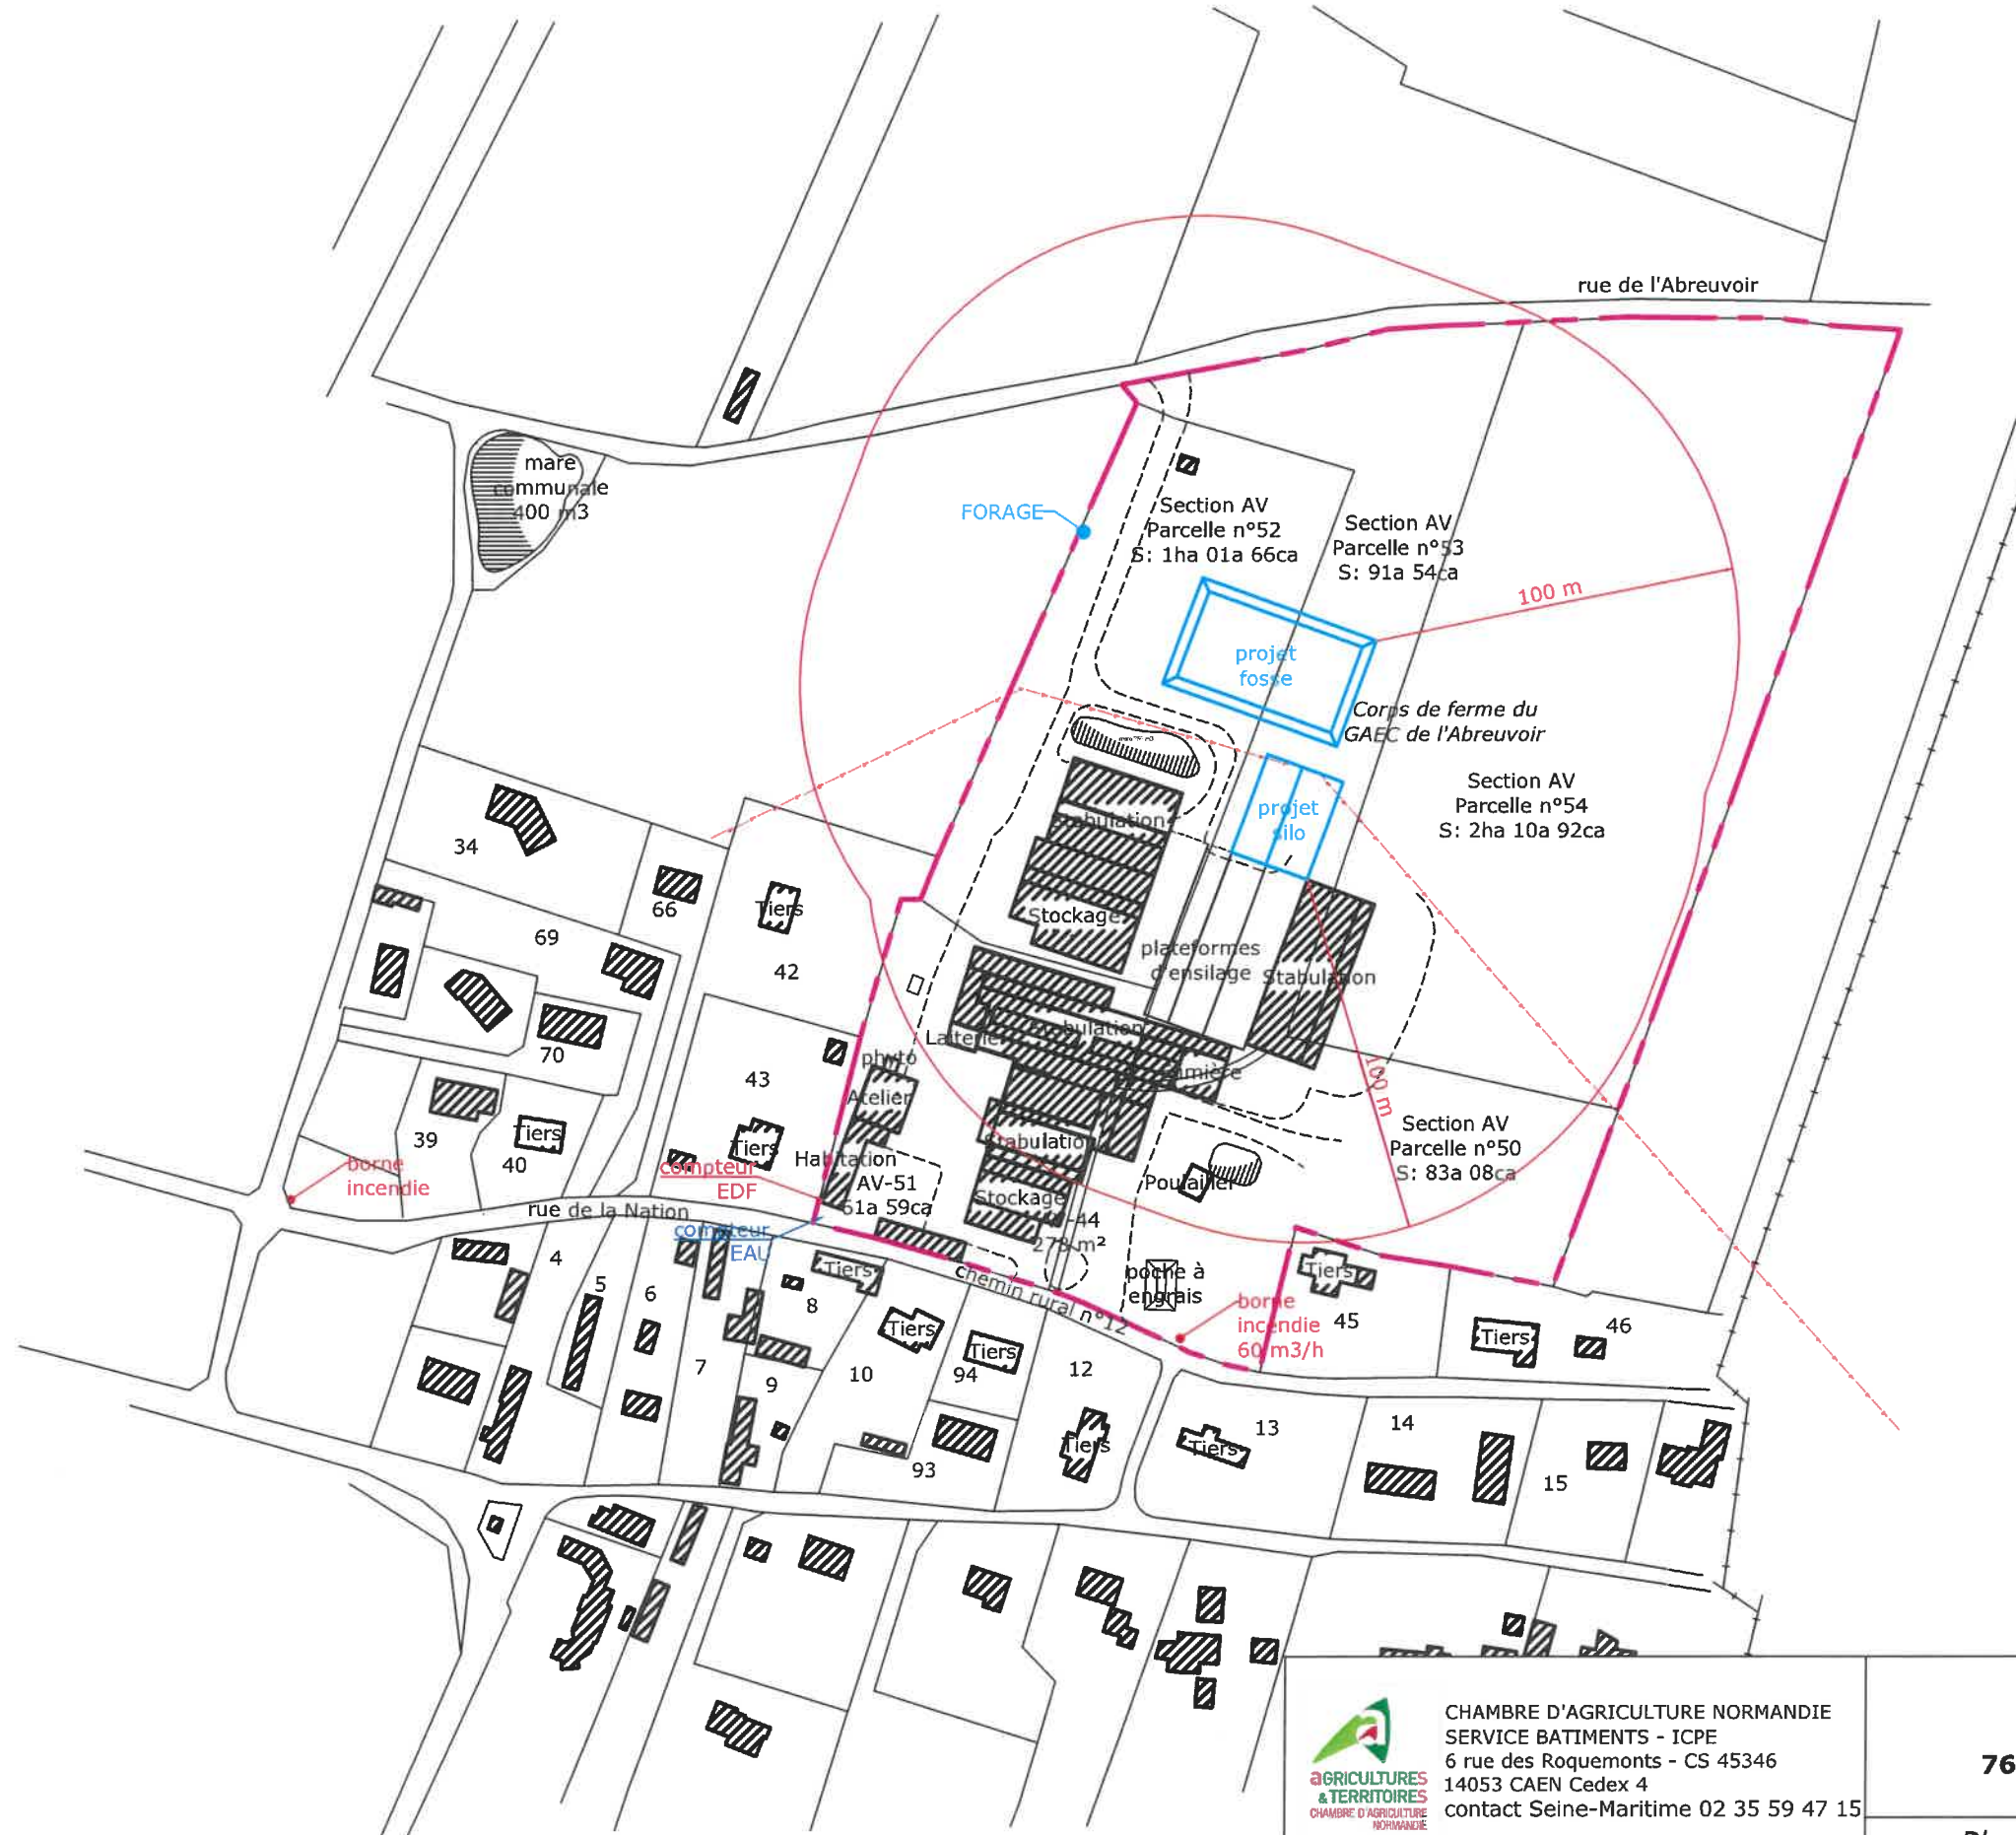 rue de l'Abreuvoir
mare
communale
400 m3
FORAGE
Section AV
Parcelle n°52
S: 1ha 01a 66ca
Section AV
Parcelle n°53
S: 91a 54ca
100 m
projet
fosse
Corps de ferme du
GAEC de l'Abreuvoir
Section AV
Parcelle n°54
S: 2ha 10a 92ca
projet
silo
Stabulation
34
66
Tiers
69
42
Stockage
plateformes
d'ensilage
Stabulation
70
43
Laiterie
Stabulation
phyto
Atelier
fumière
100 m
39
Tiers
40
Tiers
Habitation
AV-51
61a 59ca
Stabulation
Stockage
Poulailler
Section AV
Parcelle n°50
S: 83a 08ca
borne
incendie
compteur
EDF
rue de la Nation
compteur
EAU
-44
278 m²
chemin rural n°12
poche à
engrais
borne
incendie
60 m3/h
Tiers
45
Tiers
46
4
5
6
7
8
Tiers
9
10
Tiers
94
Tiers
12
Tiers
93
13
Tiers
14
15
CHAMBRE D'AGRICULTURE NORMANDIE
SERVICE BATIMENTS - ICPE
6 rue des Roquemonts - CS 45346
14053 CAEN Cedex 4
contact Seine-Maritime 02 35 59 47 15
aGRICULTURES
&TERRITOIRES
CHAMBRE D'AGRICULTURE
NORMANDIE
76